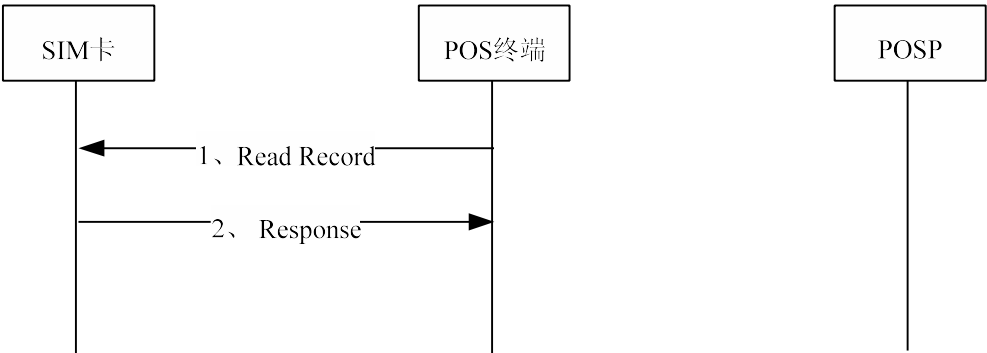 SIM卡
POS终端
POSP
1、Read Record
2、 Response